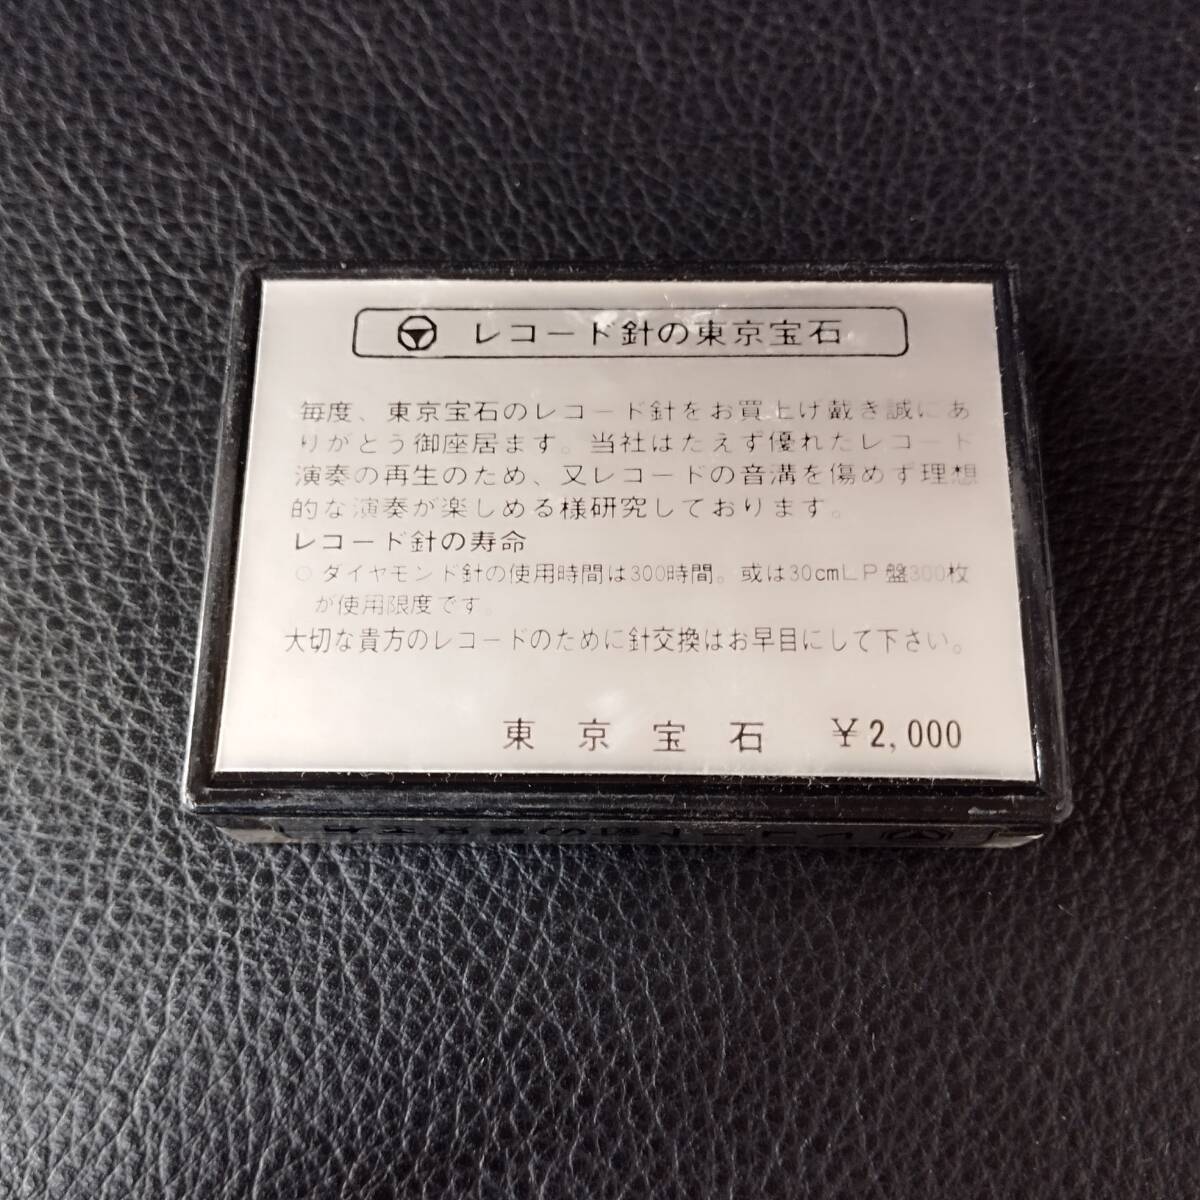 レコード針の東京宝石
毎度、東京宝石のレコード針をお買上げ戴き誠にあ
りがとう御座居ます。当社はたえず優れたレコード
演奏の再生のため、又レコードの音溝を傷めず理想
的な演奏が楽しめる様研究しております。
レコード針の寿命
○ ダイヤモンド針の使用時間は300時間。或は30cmLP盤300枚
が使用限度です。
大切な貴方のレコードのために針交換はお早目にして下さい。
東京宝石 ¥2,000